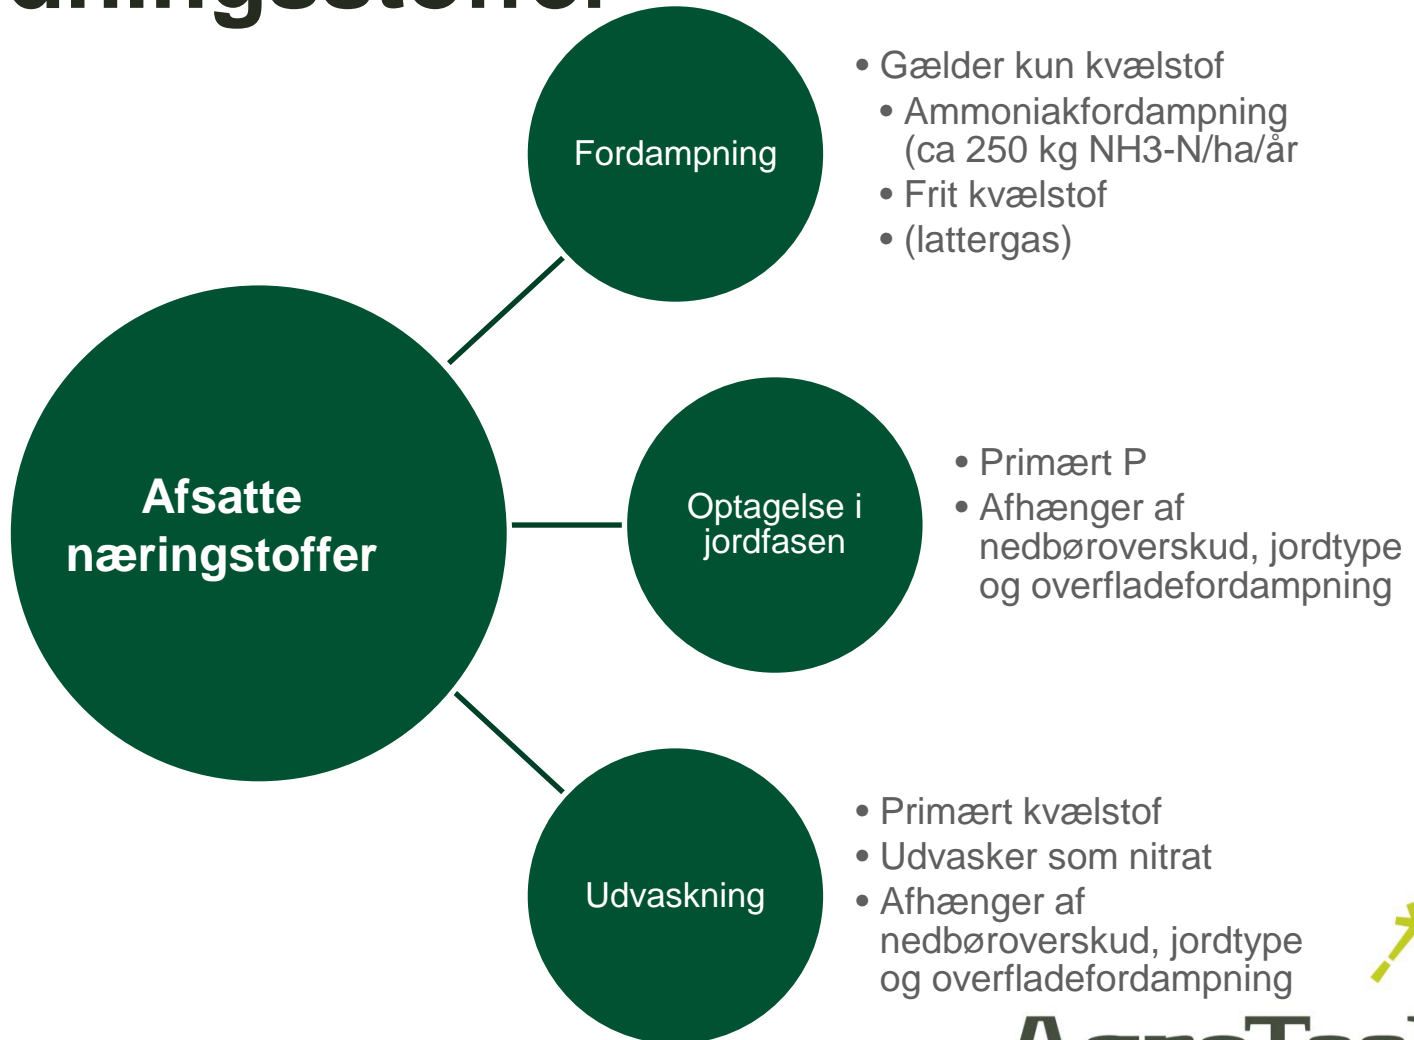 Fordampning
• Gælder kun kvælstof
• Ammoniakfordampning
(ca 250 kg NH3-N/ha/år
• Frit kvælstof
• (lattergas)
Afsatte
næringstoffer
Optagelse i
jordfasen
• Primært P
• Afhænger af
nedbøroverskud, jordtype
og overfladefordampning
Udvaskning
• Primært kvælstof
• Udvasker som nitrat
• Afhænger af
nedbøroverskud, jordtype
og overfladefordampning